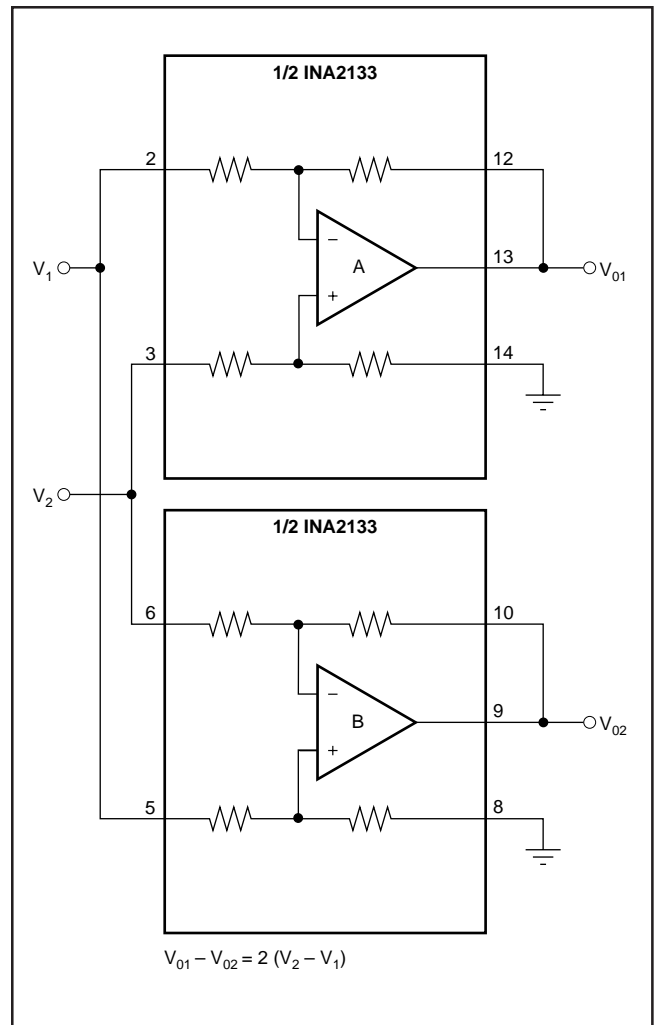 1/2 INA2133
2
12
−
A
13
V₁
V₀₁
+
3
14
V₂
1/2 INA2133
6
10
−
B
9
V₀₂
+
5
8
V₀₁ – V₀₂ = 2 (V₂ – V₁)